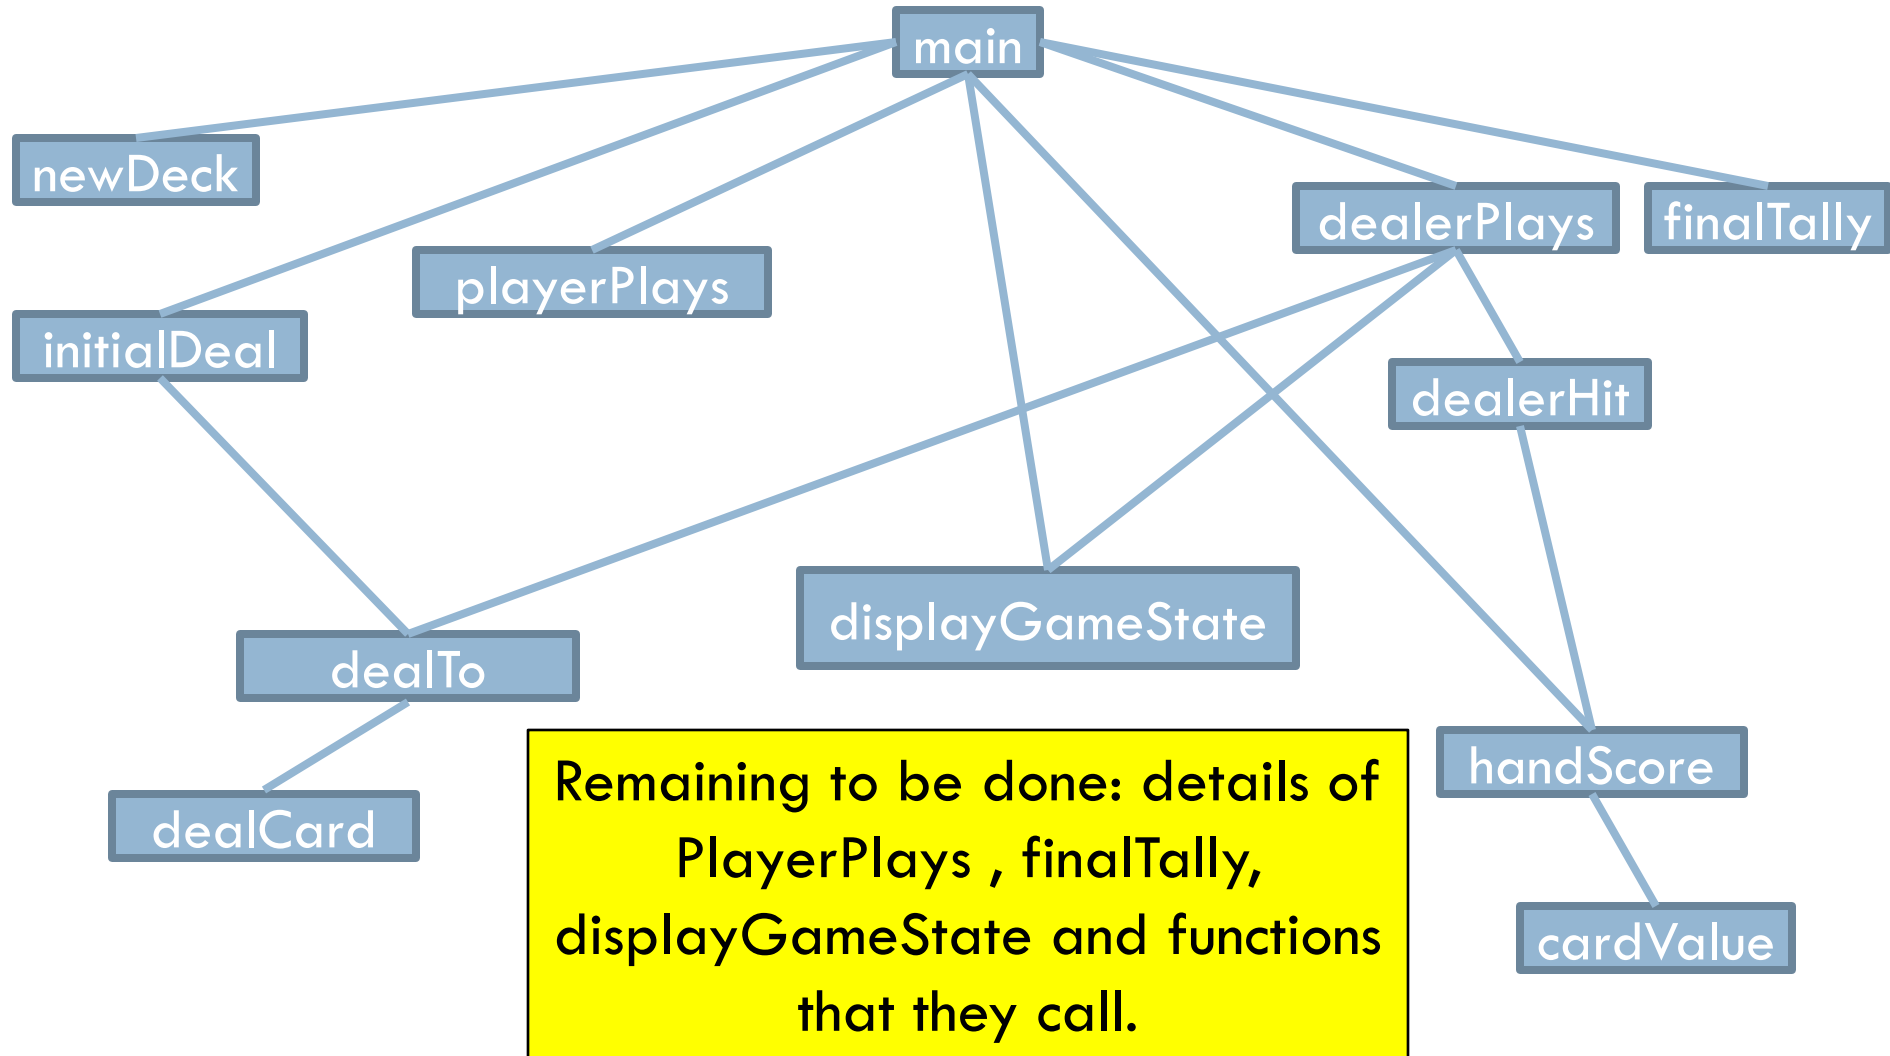 main
newDeck
dealerPlays
finalTally
playerPlays
initialDeal
dealerHit
displayGameState
dealTo
handScore
dealCard
cardValue
Remaining to be done: details of
PlayerPlays , finalTally,
displayGameState and functions
that they call.